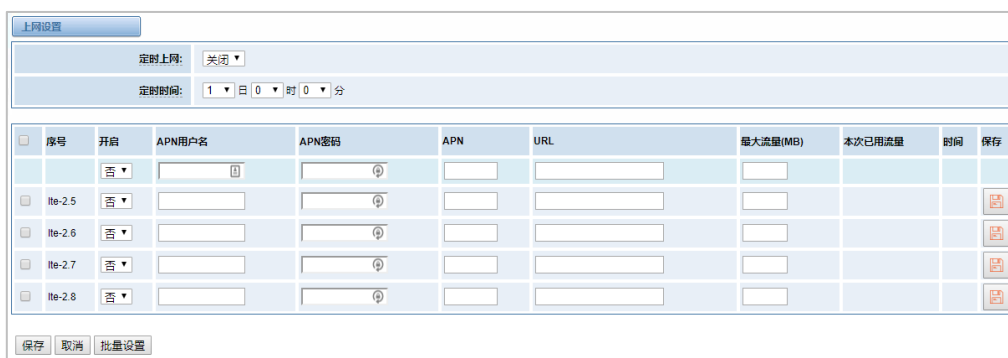 上网设置
定时上网: 关闭
定时时间: 1 日 0 时 0 分
序号 开启 APN用户名 APN密码 APN URL 最大流量(MB) 本次已用流量 时间 保存
否
lte-2.5 否
lte-2.6 否
lte-2.7 否
lte-2.8 否
保存 取消 批量设置